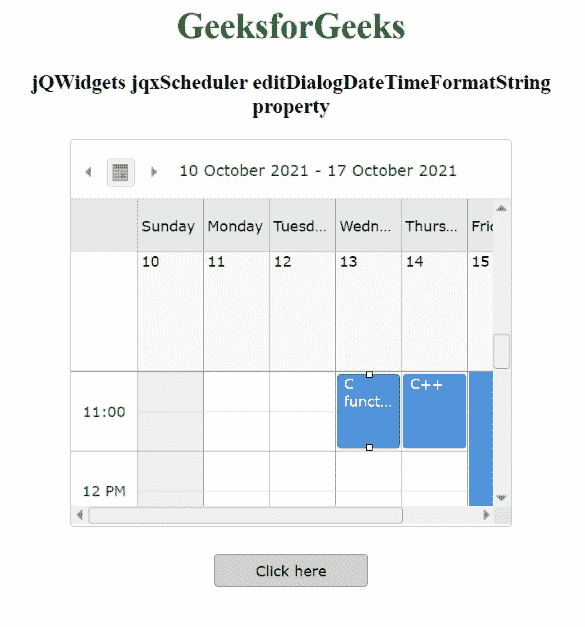 GeeksforGeeks
jQWidgets jqxScheduler editDialogDateTimeFormatString
property
10 October 2021 - 17 October 2021
Sunday Monday Tuesd... Wedn... Thurs... Fri
10 11 12 13 14 15
C C++
funct...
11:00
12 PM
Click here